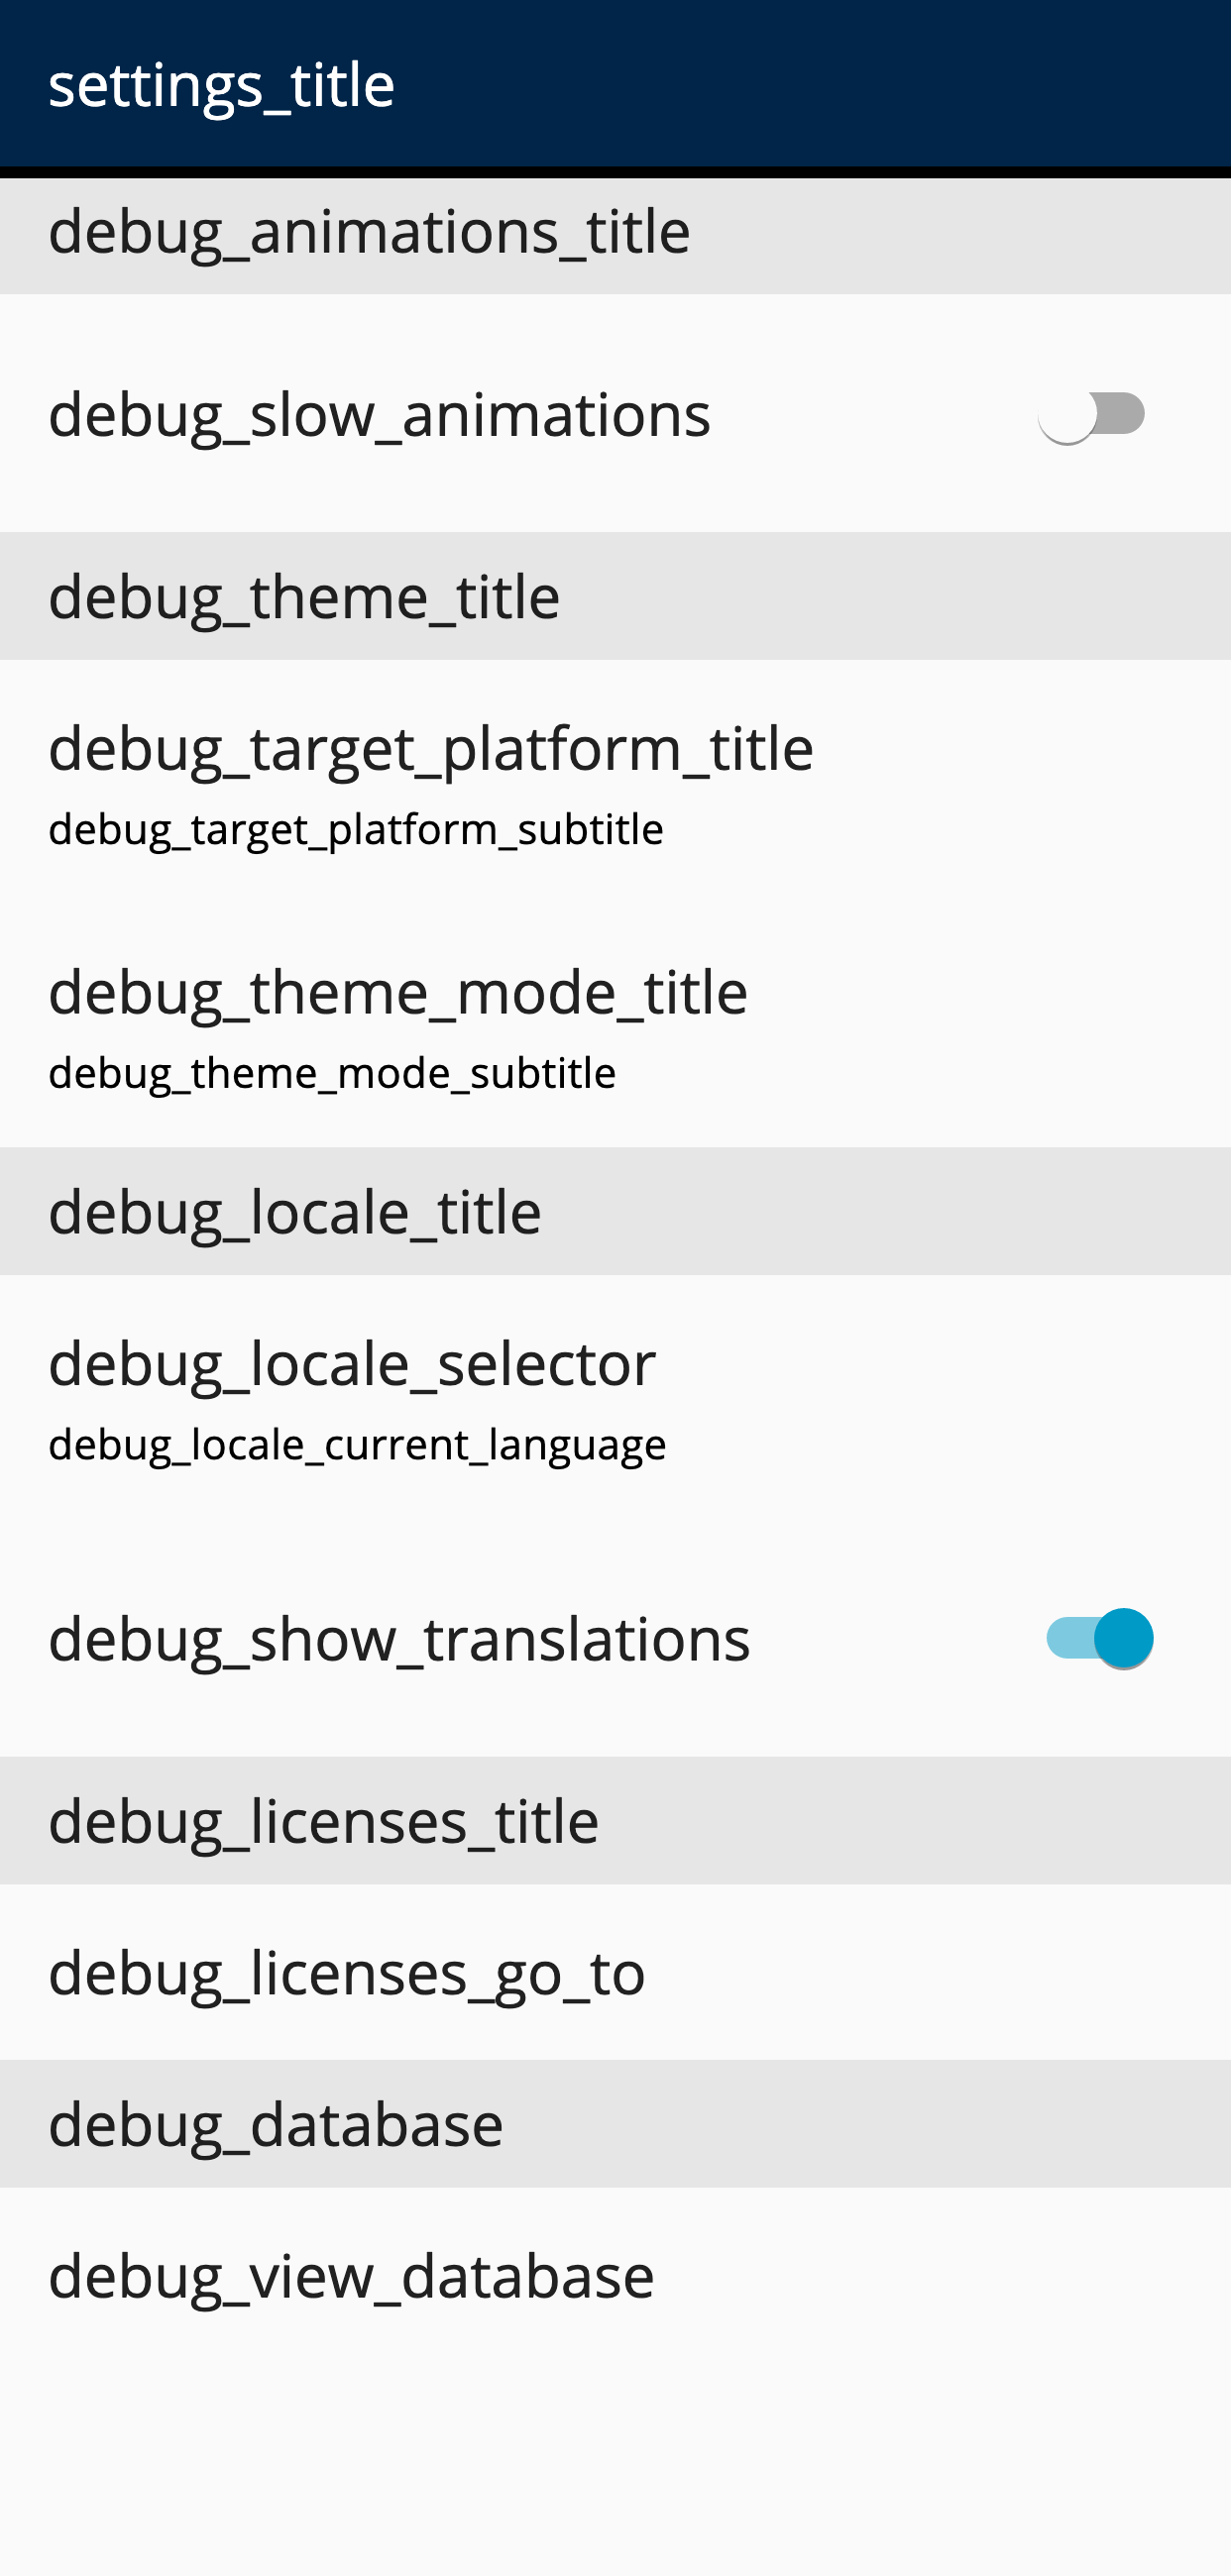 settings_title
debug_animations_title
debug_slow_animations
debug_theme_title
debug_target_platform_title
debug_target_platform_subtitle
debug_theme_mode_title
debug_theme_mode_subtitle
debug_locale_title
debug_locale_selector
debug_locale_current_language
debug_show_translations
debug_licenses_title
debug_licenses_go_to
debug_database
debug_view_database